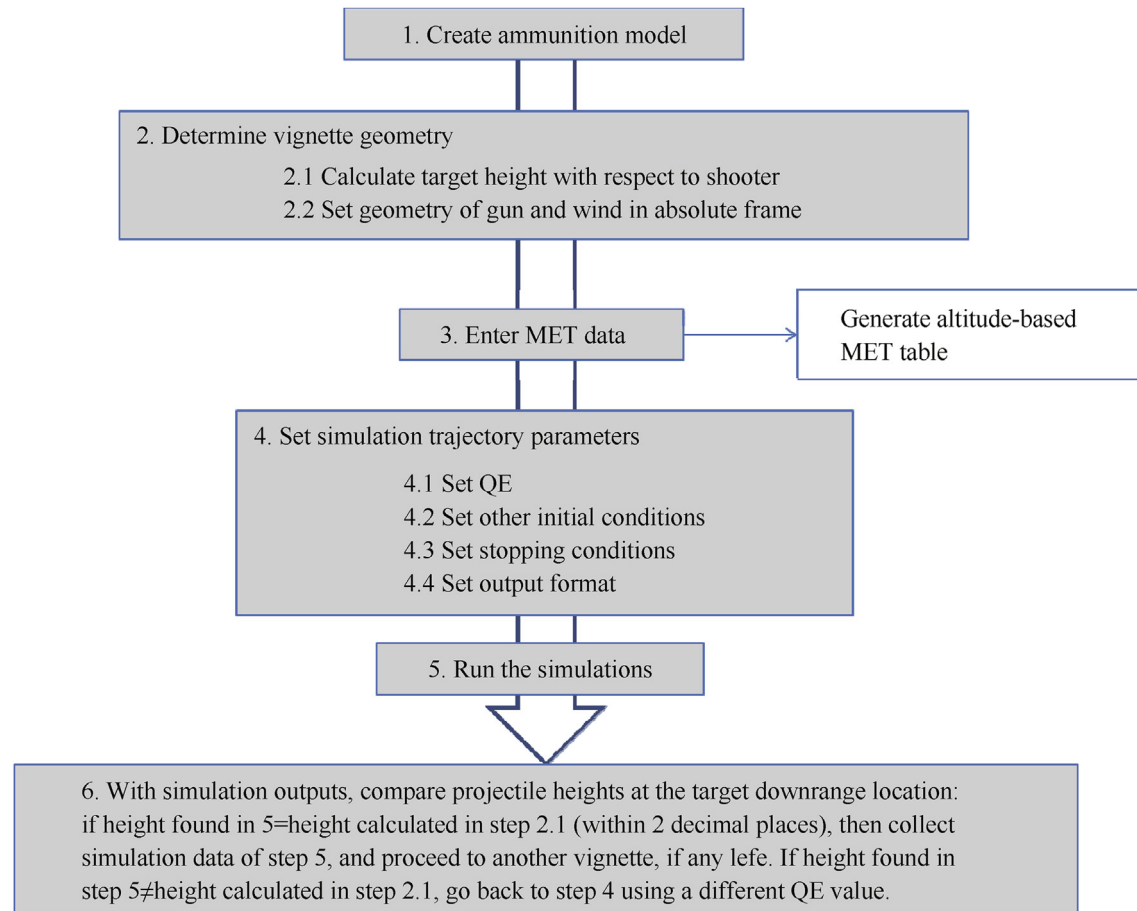 1. Create ammunition model
2. Determine vignette geometry
2.1 Calculate target height with respect to shooter
2.2 Set geometry of gun and wind in absolute frame
3. Enter MET data
Generate altitude-based
MET table
4. Set simulation trajectory parameters
4.1 Set QE
4.2 Set other initial conditions
4.3 Set stopping conditions
4.4 Set output format
5. Run the simulations
6. With simulation outputs, compare projectile heights at the target downrange location:
if height found in 5=height calculated in step 2.1 (within 2 decimal places), then collect
simulation data of step 5, and proceed to another vignette, if any lefe. If height found in
step 5≠height calculated in step 2.1, go back to step 4 using a different QE value.